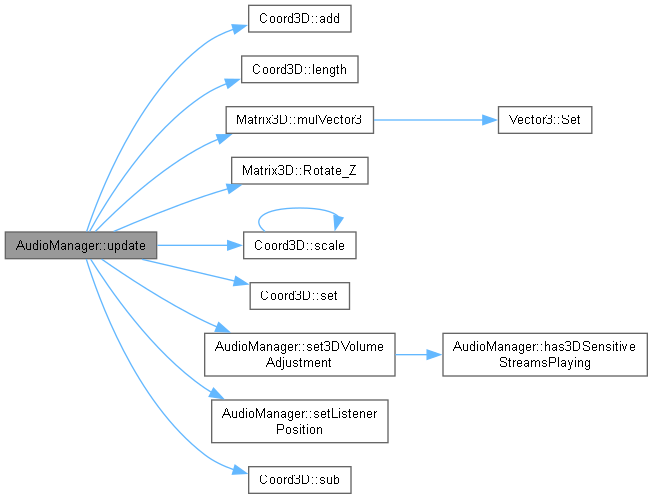 Coord3D::add
Coord3D::length
Matrix3D::mulVector3
Vector3::Set
Matrix3D::Rotate_Z
AudioManager::update
Coord3D::scale
Coord3D::set
AudioManager::set3DVolume
Adjustment
AudioManager::has3DSensitive
StreamsPlaying
AudioManager::setListener
Position
Coord3D::sub